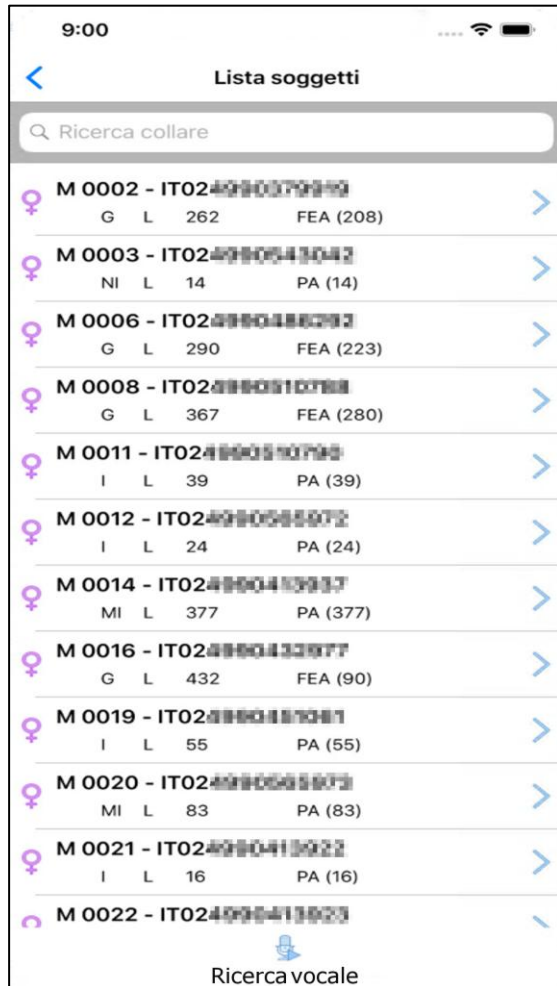 9:00
Lista soggetti
Ricerca collare
M 0002 - IT02
G L 262 FEA (208)
M 0003 - IT02
NI L 14 PA (14)
M 0006 - IT02
G L 290 FEA (223)
M 0008 - IT02
G L 367 FEA (280)
M 0011 - IT02
I L 39 PA (39)
M 0012 - IT02
I L 24 PA (24)
M 0014 - IT02
MI L 377 PA (377)
M 0016 - IT02
G L 432 FEA (90)
M 0019 - IT02
I L 55 PA (55)
M 0020 - IT02
MI L 83 PA (83)
M 0021 - IT02
I L 16 PA (16)
M 0022 - IT02
Ricerca vocale